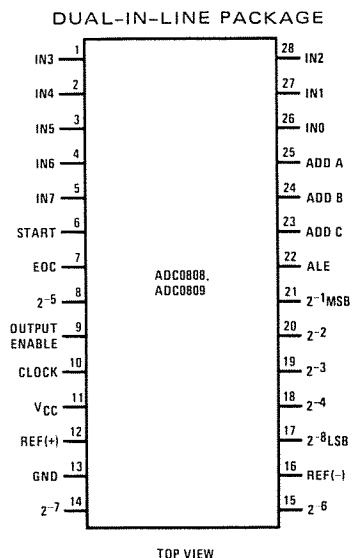 DUAL-IN-LINE PACKAGE
IN3 1
28 IN2
IN4 2
27 IN1
IN5 3
26 IN0
IN6 4
25 ADD A
IN7 5
24 ADD B
START 6
23 ADD C
EOC 7
22 ALE
2⁻⁵ 8
21 2⁻¹MSB
OUTPUT
ENABLE 9
20 2⁻²
CLOCK 10
19 2⁻³
VCC 11
18 2⁻⁴
REF(+) 12
17 2⁻⁸LSB
GND 13
16 REF(−)
2⁻⁷ 14
15 2⁻⁶
ADC0808,
ADC0809
TOP VIEW